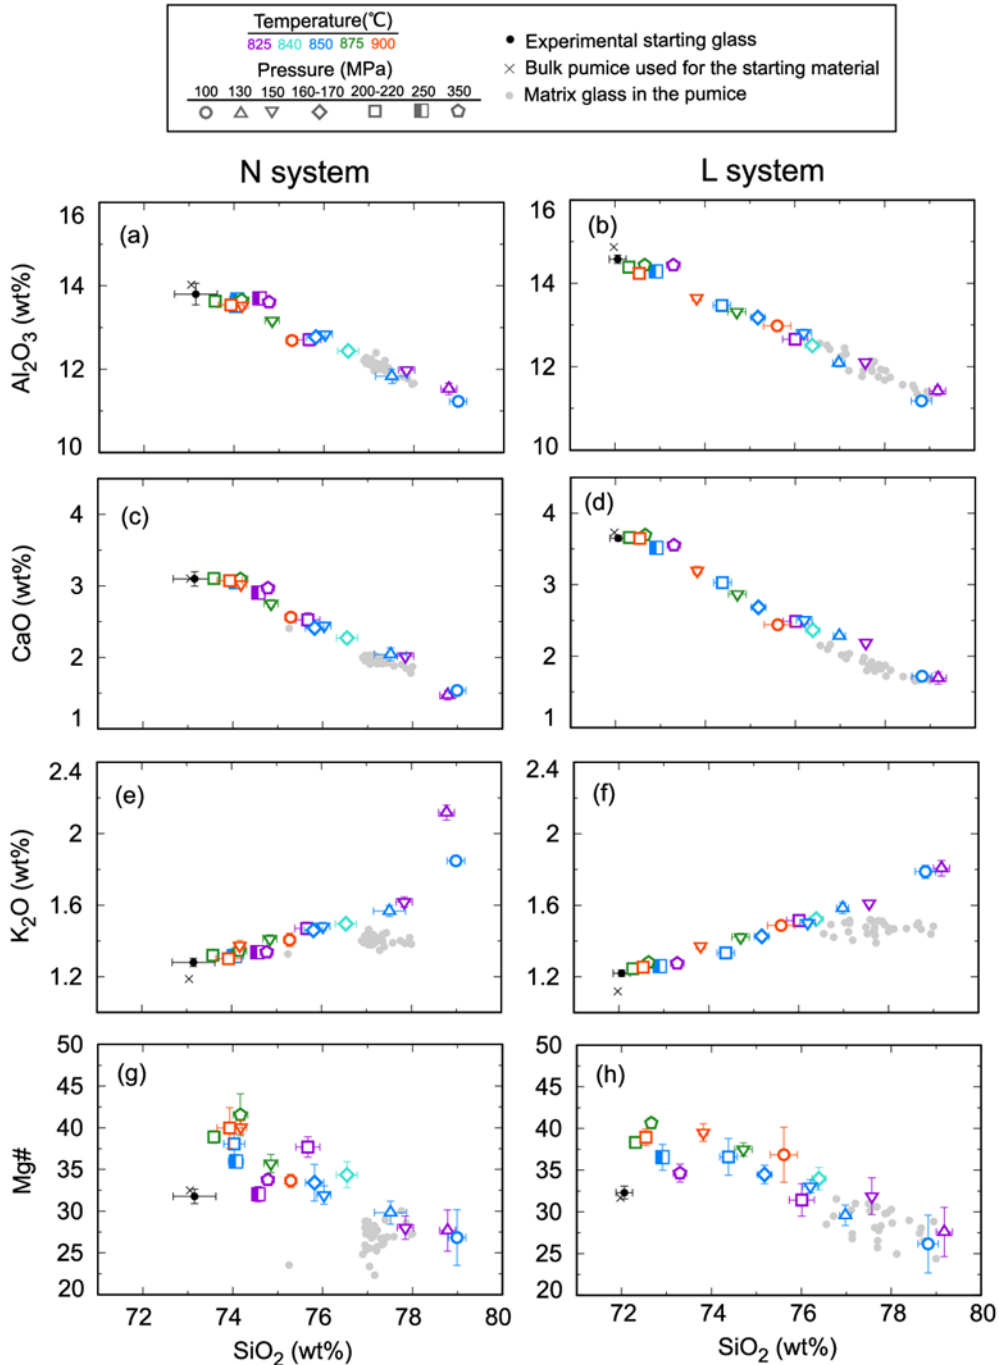 Temperature(℃)
825 840 850 875 900
Pressure (MPa)
100 130 150 160-170 200-220 250 350
Experimental starting glass
Bulk pumice used for the starting material
Matrix glass in the pumice
N system
L system
(a)
16
14
12
10
Al₂O₃ (wt%)
(b)
16
14
12
10
(c)
4
3
2
1
CaO (wt%)
(d)
4
3
2
1
(e)
2.4
2
1.6
1.2
K₂O (wt%)
(f)
2.4
2
1.6
1.2
(g)
50
45
40
35
30
25
20
Mg#
72 74 76 78 80
SiO₂ (wt%)
(h)
50
45
40
35
30
25
20
72 74 76 78 80
SiO₂ (wt%)